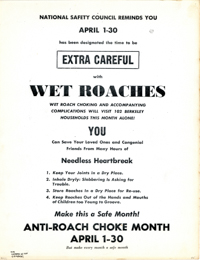 NATIONAL SAFETY COUNCIL REMINDS YOU
APRIL 1-30
has been designated the time to be
EXTRA CAREFUL
with
WET ROACHES
WET ROACH CHOKING AND ACCOMPANYING
COMPLICATIONS WILL VISIT 102 BERKELEY
HOUSEHOLDS THIS MONTH ALONE!
YOU
Can Save Your Loved Ones and Congenial
Friends From Many Hours of
Needless Heartbreak
1. Keep Your Joints in a Dry Place.
2. Inhale Dryly: Slobbering Is Asking for
Trouble.
3. Store Roaches in a Dry Place for Re-use.
4. Keep Roaches Out of the Hands and Mouths
of Children too Young to Groove.
Make this a Safe Month!
ANTI-ROACH CHOKE MONTH
APRIL 1-30
But make every month a safe month